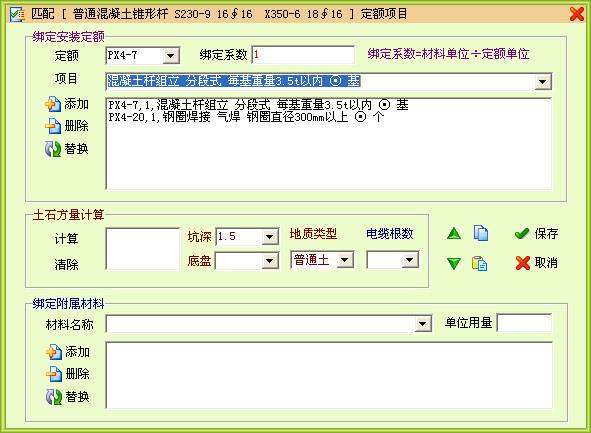 匹配 [ 普通混凝土锥形杆 S230-9 16∮16  X350-6 18∮16 ] 定额项目
绑定安装定额
定额 PX4-7 绑定系数 1 绑定系数=材料单位÷定额单位
项目 混凝土杆组立 分段式 每基重量3.5t以内 ⊙ 基
添加
删除
替换
PX4-7,1,混凝土杆组立 分段式 每基重量3.5t以内 ⊙ 基
PX4-20,1,钢圈焊接 气焊 钢圈直径300mm以上 ⊙ 个
土石方量计算
计算 坑深 1.5 地质类型 电缆根数
清除 底盘 普通土
保存
取消
绑定附属材料
材料名称 单位用量
添加
删除
替换